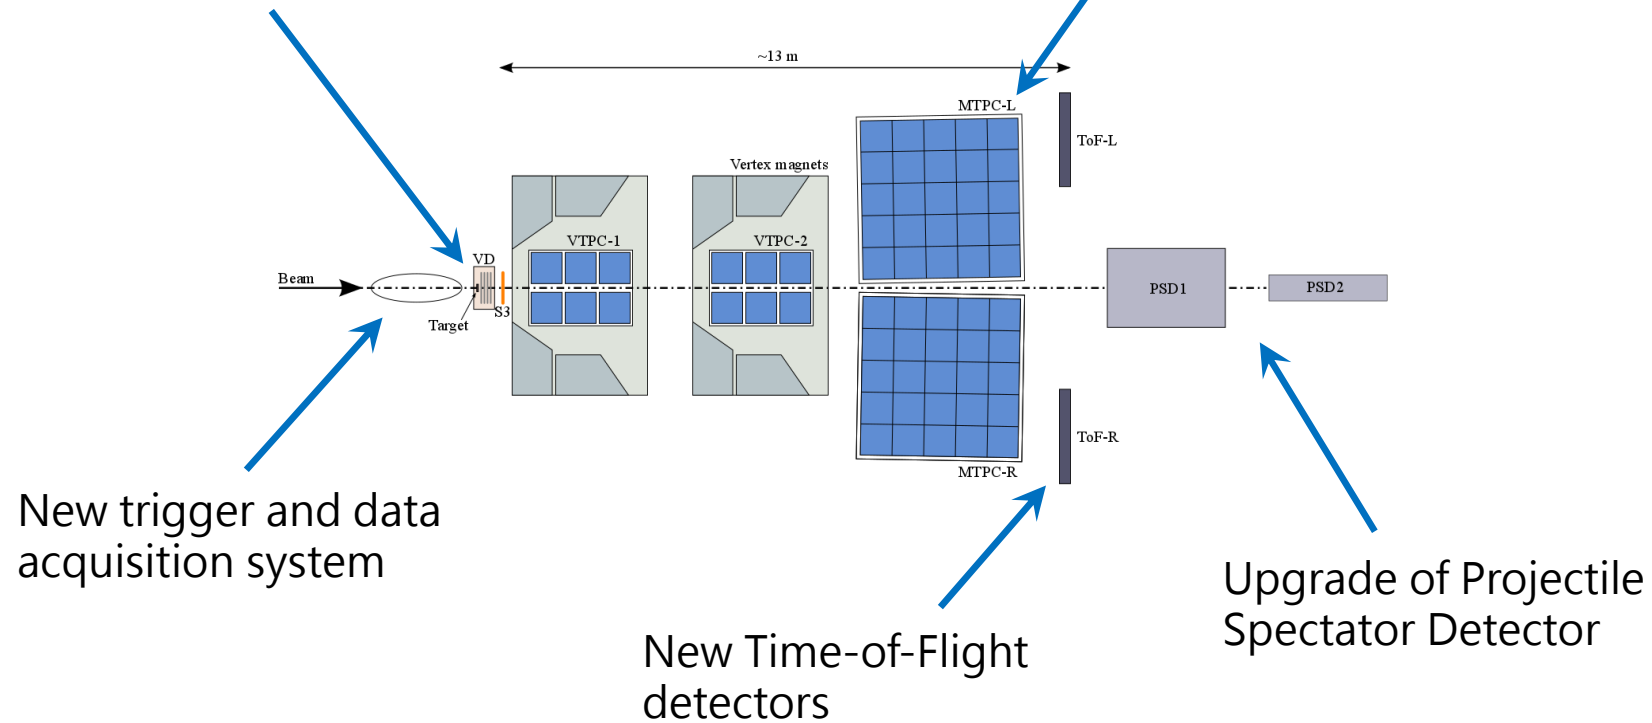 ~13 m
MTPC-L
ToF-L
Vertex magnets
VTPC-1
VTPC-2
VD
Beam
S3
Target
PSD1
PSD2
ToF-R
MTPC-R
New trigger and data
acquisition system
Upgrade of Projectile
Spectator Detector
New Time-of-Flight
detectors